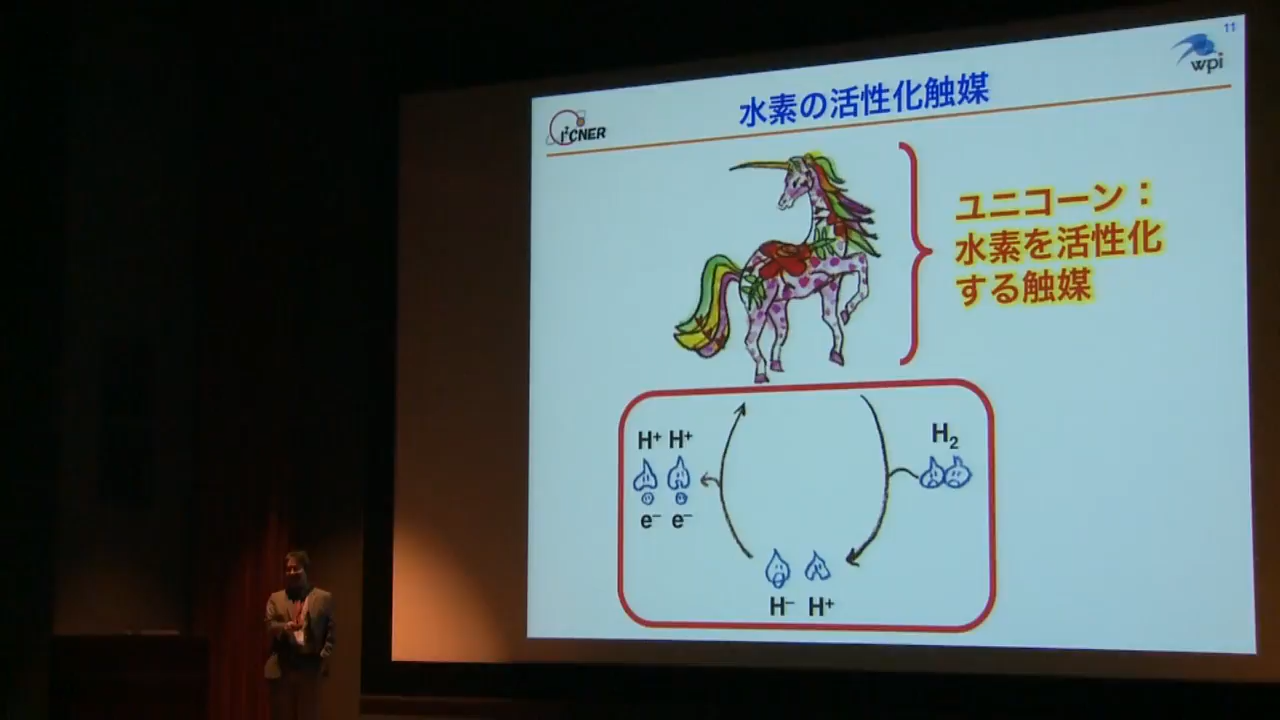 11
wpi
I²CNER
水素の活性化触媒
ユニコーン：
水素を活性化
する触媒
H⁺ H⁺
e⁻ e⁻
H₂
H⁻ H⁺